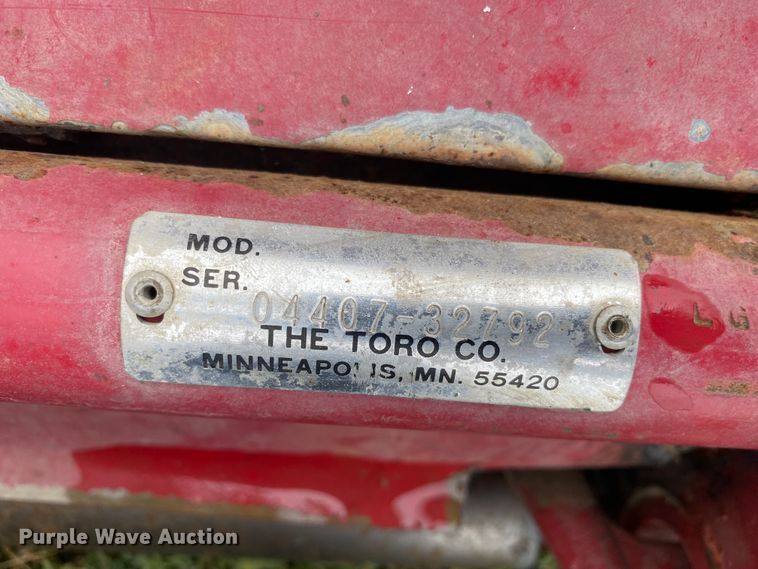 MOD.
SER.
04407-32792
THE TORO CO.
MINNEAPOLIS, MN. 55420
Purple Wave Auction